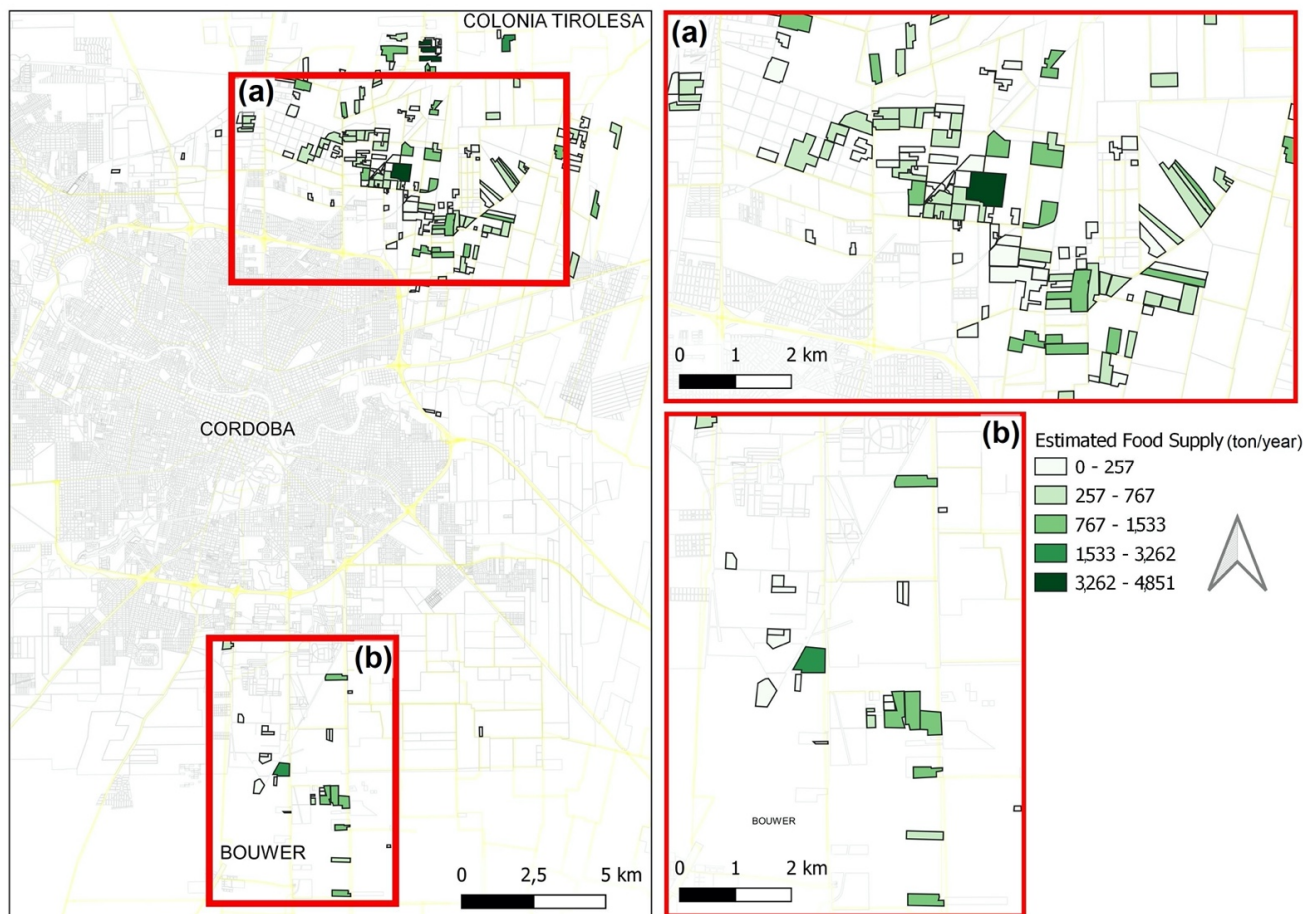 COLONIA TIROLESA
(a)
CORDOBA
(b)
BOUWER
0 2,5 5 km
(a)
0 1 2 km
(b)
BOUWER
0 1 2 km
Estimated Food Supply (ton/year)
0 - 257
257 - 767
767 - 1,533
1,533 - 3,262
3,262 - 4,851